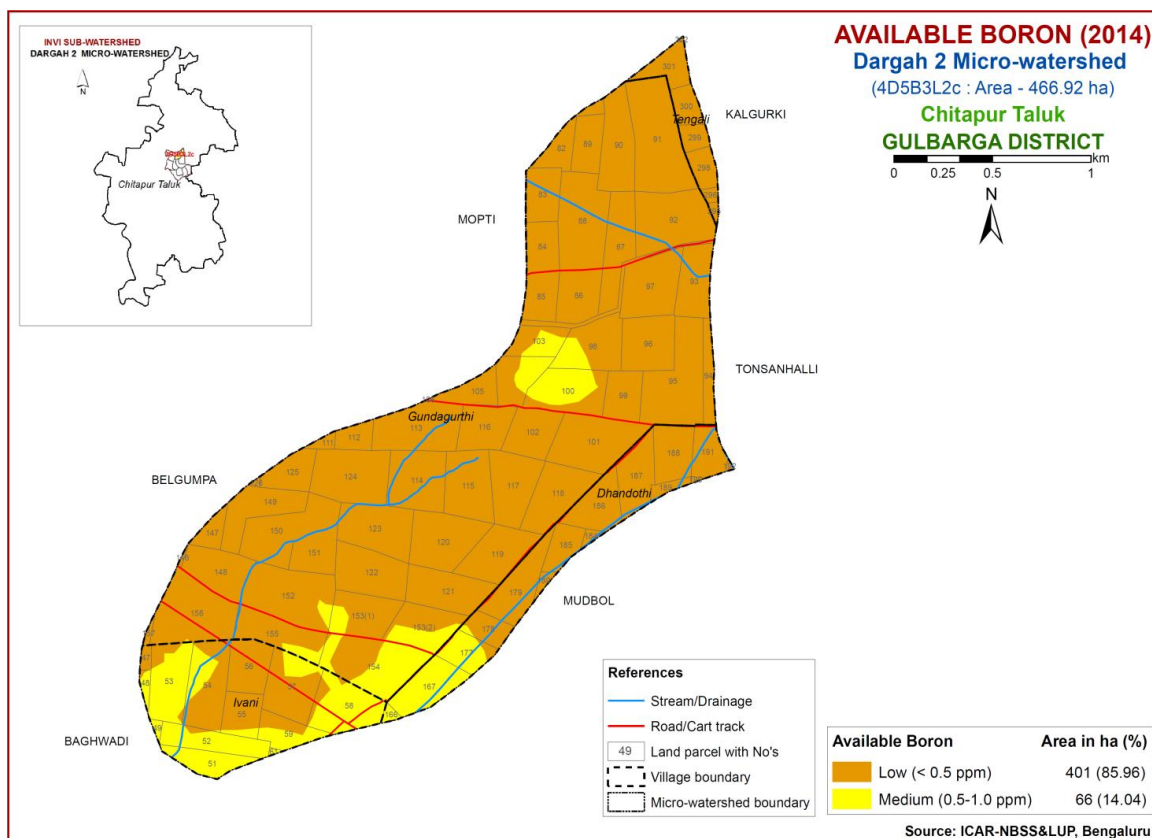 INVI SUB-WATERSHED
DARGAH 2 MICRO-WATERSHED
N
Chitapur Taluk
AVAILABLE BORON (2014)
Dargah 2 Micro-watershed
(4D5B3L2c : Area - 466.92 ha)
Chitapur Taluk
GULBARGA DISTRICT
km
0 0.25 0.5 1
N
KALGURKI
MOPTI
TONSANHALLI
BELGUMPA
MUDBOL
BAGHWADI
Tengali
Gundagurthi
Dhandothi
Ivani
301
300
91
90
89
82
299
298
83
88
92
84
87
93
97
85
86
103
98
96
95
94
100
99
105
113
116
102
101
111
112
188
191
125
124
114
115
117
118
187
186
149
150
123
120
119
185
147
151
148
122
121
179
152
153(1)
153(2)
178
156
155
154
177
53
54
56
57
58
167
55
59
52
51
References
Stream/Drainage
Road/Cart track
49 Land parcel with No's
Village boundary
Micro-watershed boundary
Available Boron Area in ha (%)
Low (< 0.5 ppm) 401 (85.96)
Medium (0.5-1.0 ppm) 66 (14.04)
Source: ICAR-NBSS&LUP, Bengaluru